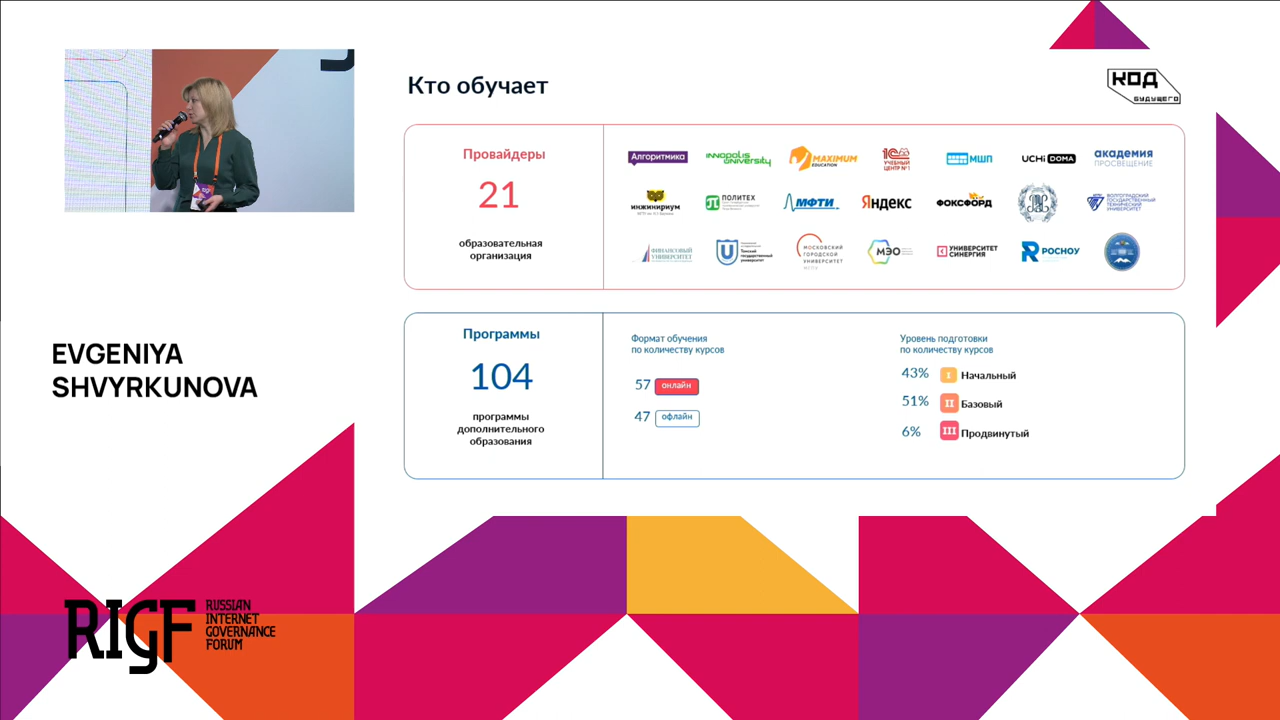 Кто обучает
КОД
БУДУЩЕГО
Провайдеры
21
образовательная
организация
Алгоритмика
INNOPOLIS
UNIVERSITY
MAXIMUM
EDUCATION
1С
УЧЕБНЫЙ
ЦЕНТР №1
МШП
UCHi DOMA
академия
ПРОСВЕЩЕНИЕ
инжинириум
ПОЛИТЕХ
МФТИ
Яндекс
ФОКСФОРД
ВОЛГОГРАДСКИЙ
ГОСУДАРСТВЕННЫЙ
ТЕХНИЧЕСКИЙ
УНИВЕРСИТЕТ
ФИНАНСОВЫЙ
УНИВЕРСИТЕТ
Томский
государственный
университет
МОСКОВСКИЙ
ГОРОДСКОЙ
УНИВЕРСИТЕТ
МЭО
УНИВЕРСИТЕТ
СИНЕРГИЯ
РОСНОУ
Программы
104
программы
дополнительного
образования
Формат обучения
по количеству курсов
57 онлайн
47 офлайн
Уровень подготовки
по количеству курсов
43% I Начальный
51% II Базовый
6% III Продвинутый
EVGENIYA
SHVYRKUNOVA
RIGF
RUSSIAN
INTERNET
GOVERNANCE
FORUM